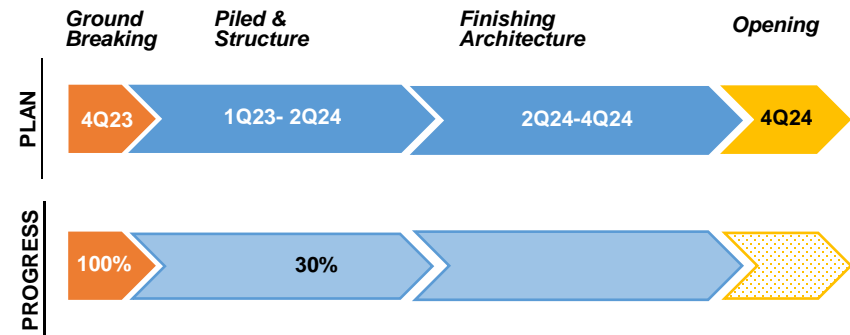 Ground
Breaking
Piled &
Structure
Finishing
Architecture
Opening
PLAN
4Q23
1Q23- 2Q24
2Q24-4Q24
4Q24
PROGRESS
100%
30%